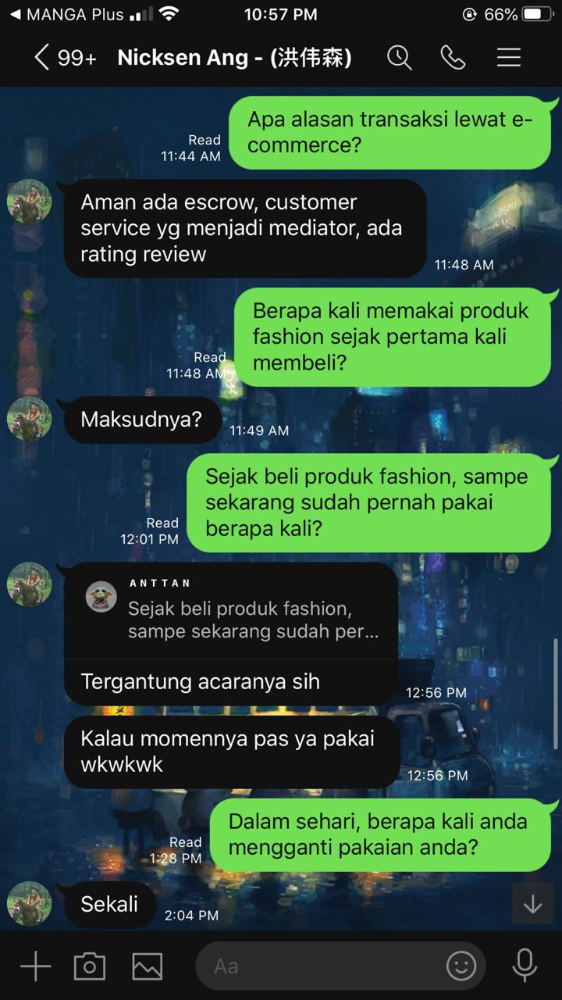 MANGA Plus
10:57 PM
66%
99+
Nicksen Ang - (洪伟森)
Apa alasan transaksi lewat e-
commerce?
Read
11:44 AM
Aman ada escrow, customer
service yg menjadi mediator, ada
rating review
11:48 AM
Berapa kali memakai produk
fashion sejak pertama kali
membeli?
Read
11:48 AM
Maksudnya?
11:49 AM
Sejak beli produk fashion, sampe
sekarang sudah pernah pakai
berapa kali?
Read
12:01 PM
ANTTAN
Sejak beli produk fashion,
sampe sekarang sudah per...
Tergantung acaranya sih
12:56 PM
Kalau momennya pas ya pakai
wkwkwk
12:56 PM
Dalam sehari, berapa kali anda
mengganti pakaian anda?
Read
1:28 PM
Sekali
2:04 PM
Aa